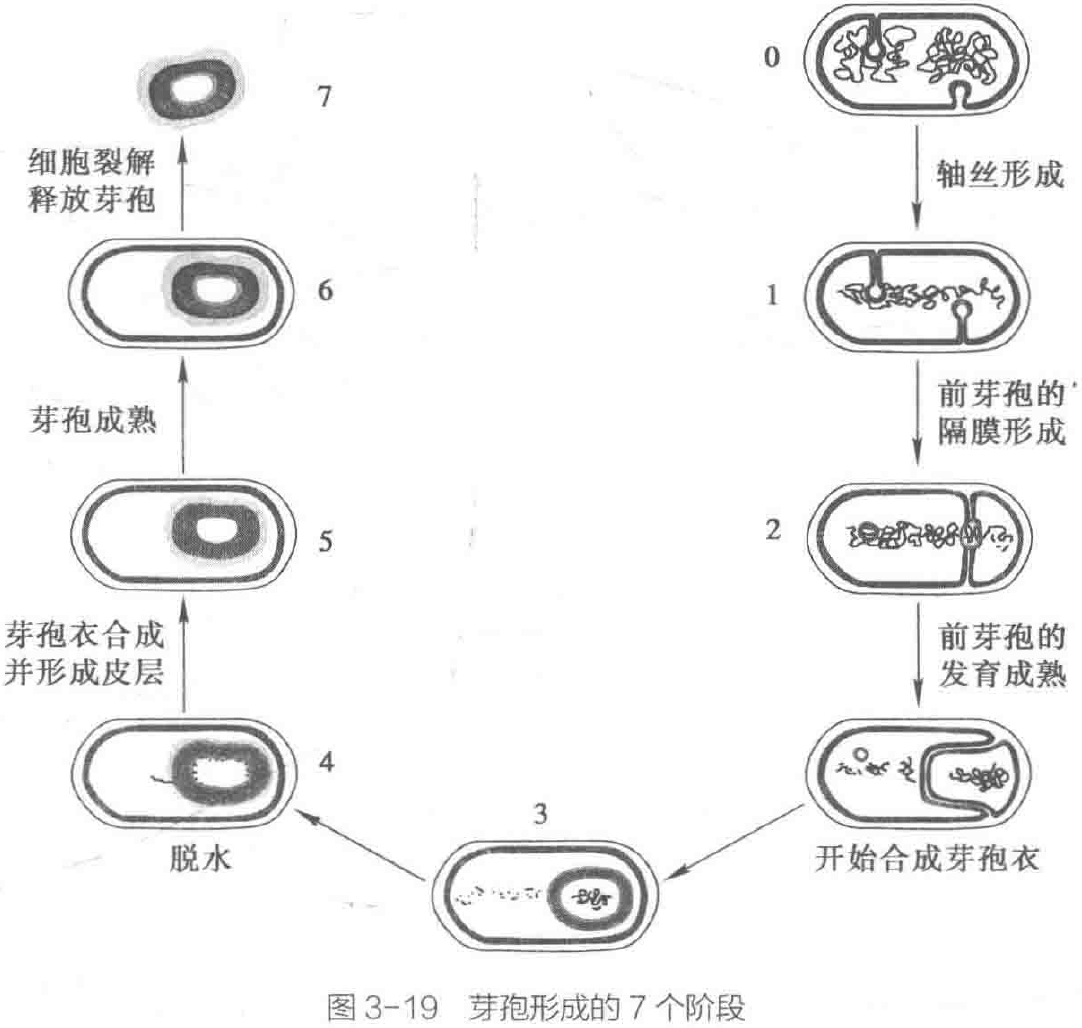 0
轴丝形成
1
前芽孢的
隔膜形成
2
前芽孢的
发育成熟
开始合成芽孢衣
3
4
脱水
芽孢衣合成
并形成皮层
5
芽孢成熟
6
细胞裂解
释放芽孢
7
图 3-19 芽孢形成的 7 个阶段